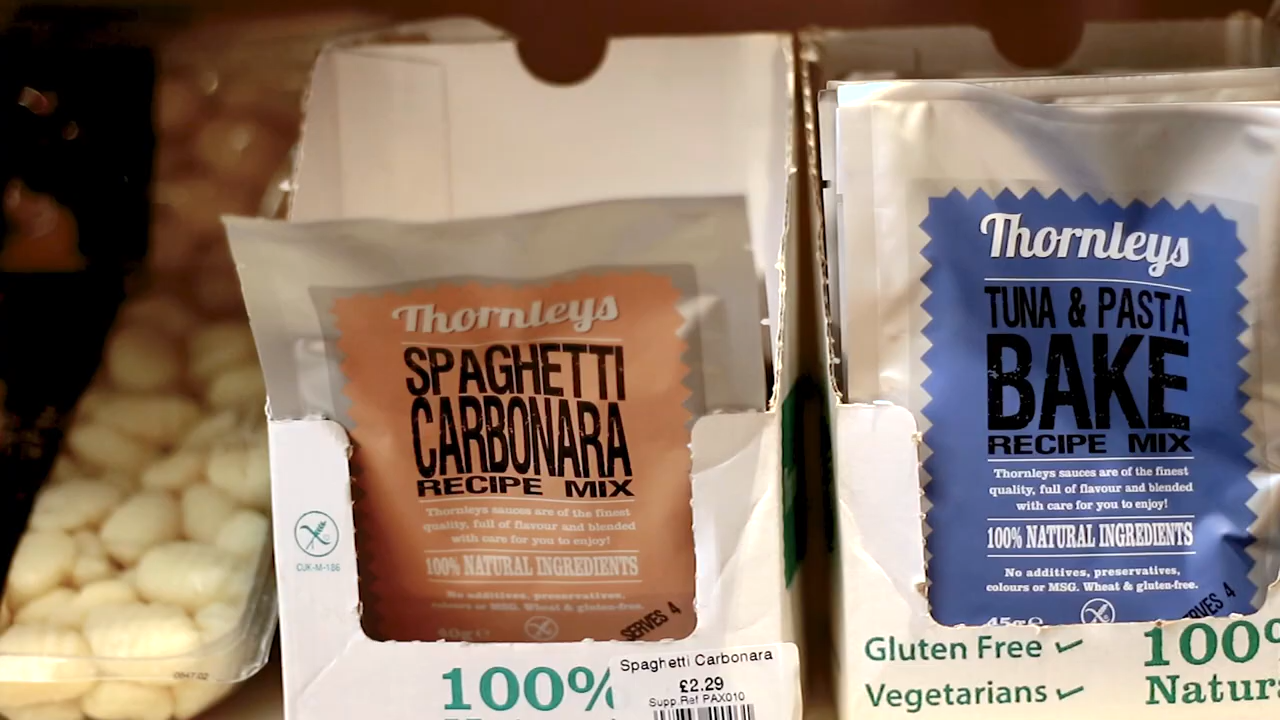 Thornleys
SPAGHETTI
CARBONARA
RECIPE MIX
Thornleys sauces are of the finest
quality, full of flavour and blended
with care for you to enjoy!
100% NATURAL INGREDIENTS
No additives, preservatives,
colours or MSG. Wheat & gluten-free.
40g e
SERVES 4
CUK-M-186
100%
Spaghetti Carbonara
£2.29
Supp.Ref PAX010
Thornleys
TUNA & PASTA
BAKE
RECIPE MIX
Thornleys sauces are of the finest
quality, full of flavour and blended
with care for you to enjoy!
100% NATURAL INGREDIENTS
No additives, preservatives,
colours or MSG. Wheat & gluten-free.
45g e
SERVES 4
Gluten Free ✓
Vegetarians ✓
100%
Natur